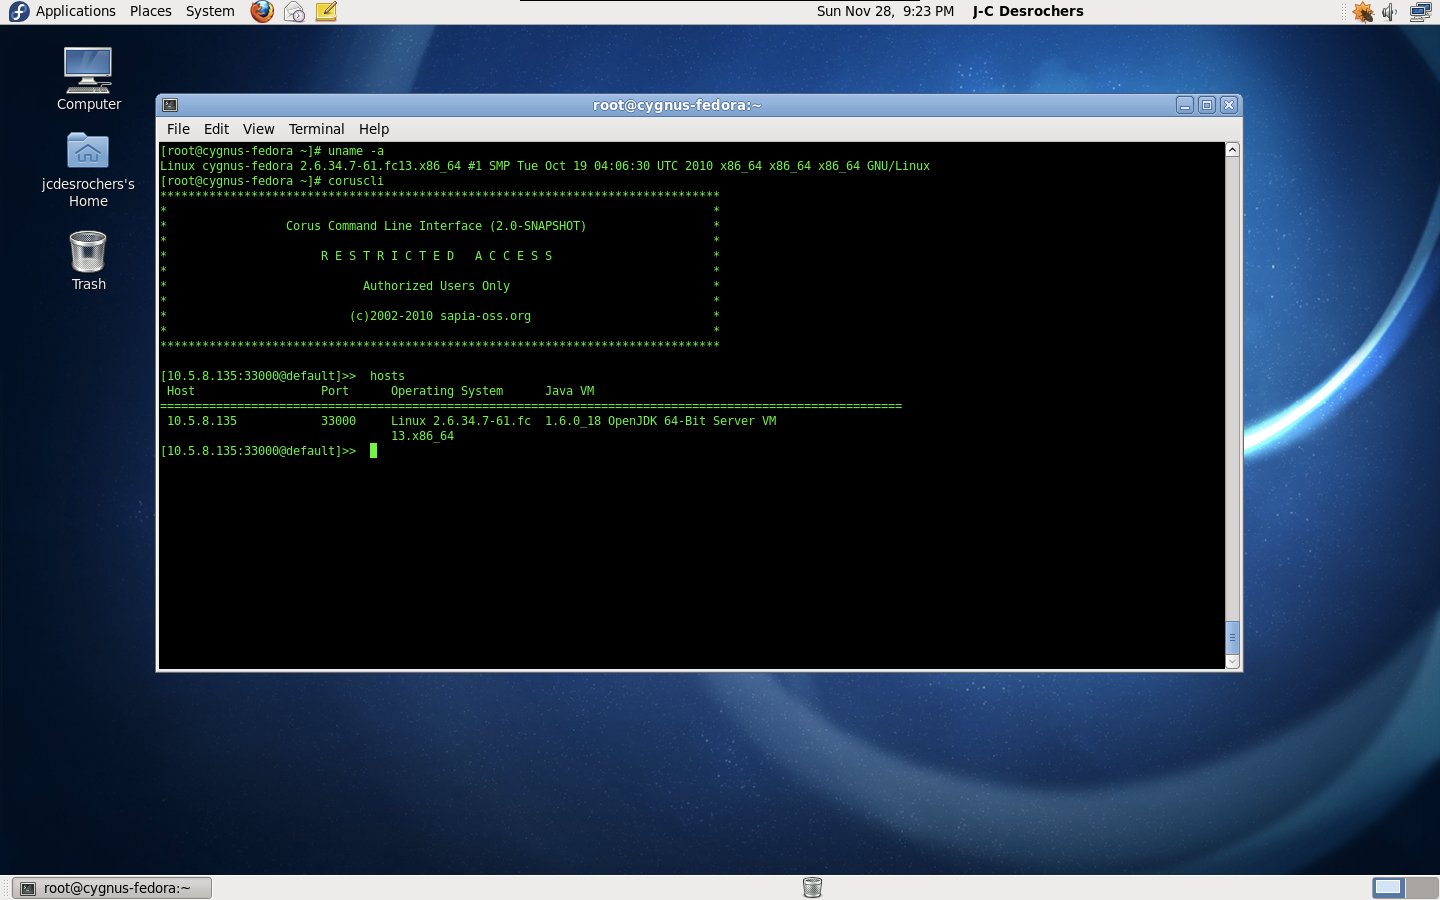 Applications Places System Sun Nov 28, 9:23 PM J-C Desrochers
Computer
jcdesrochers's
Home
Trash
root@cygnus-fedora:~
File Edit View Terminal Help
[root@cygnus-fedora ~]# uname -a
Linux cygnus-fedora 2.6.34.7-61.fc13.x86_64 #1 SMP Tue Oct 19 04:06:30 UTC 2010 x86_64 x86_64 x86_64 GNU/Linux
[root@cygnus-fedora ~]# coruscli
********************************************************************************
* *
* Corus Command Line Interface (2.0-SNAPSHOT) *
* *
* R E S T R I C T E D A C C E S S *
* *
* Authorized Users Only *
* *
* (c)2002-2010 sapia-oss.org *
* *
********************************************************************************
[10.5.8.135:33000@default]>> hosts
Host Port Operating System Java VM
==========================================================================================================
10.5.8.135 33000 Linux 2.6.34.7-61.fc 1.6.0_18 OpenJDK 64-Bit Server VM
13.x86_64
[10.5.8.135:33000@default]>>
root@cygnus-fedora:~